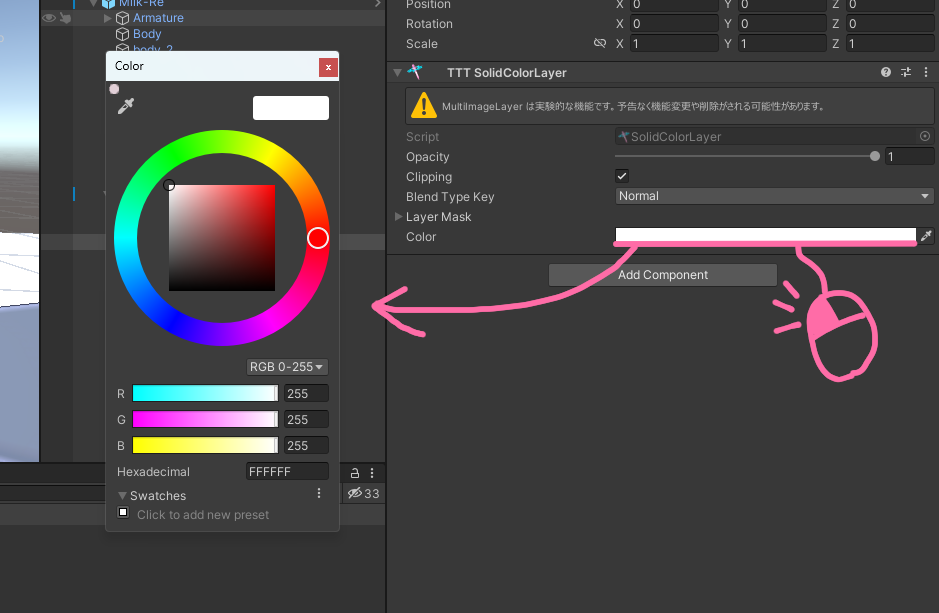 Milk-Re
Armature
Body
body_2
Color
x
RGB 0-255
R
255
G
255
B
255
Hexadecimal
FFFFFF
Swatches
Click to add new preset
33
Position
X 0 Y 0 Z 0
Rotation
X 0 Y 0 Z 0
Scale
X 1 Y 1 Z 1
TTT SolidColorLayer
MultiImageLayer は実験的な機能です。予告なく機能変更や削除がされる可能性があります。
Script
SolidColorLayer
Opacity
1
Clipping
Blend Type Key
Normal
Layer Mask
Color
Add Component